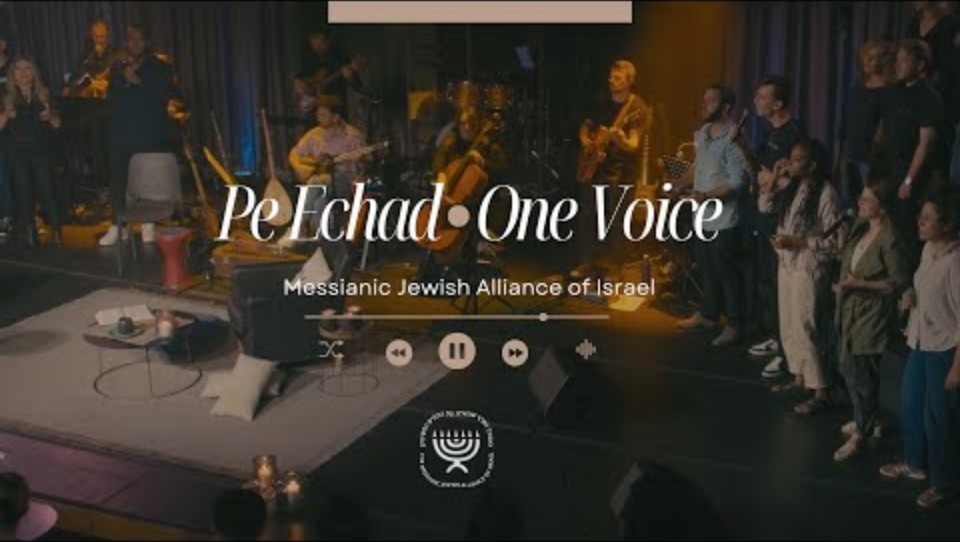 Pe Echad • One Voice
Messianic Jewish Alliance of Israel